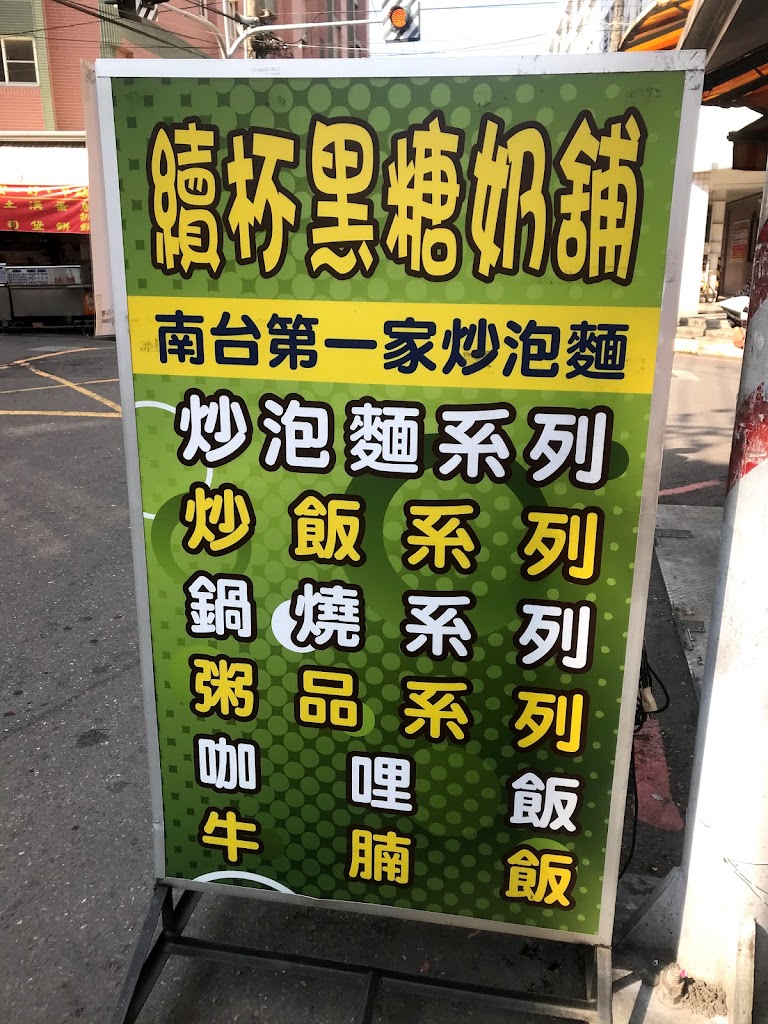 續杯黑糖奶舖
南台第一家炒泡麵
炒泡麵系列
炒飯系列
鍋燒系列
粥品系列
咖哩飯
牛腩飯